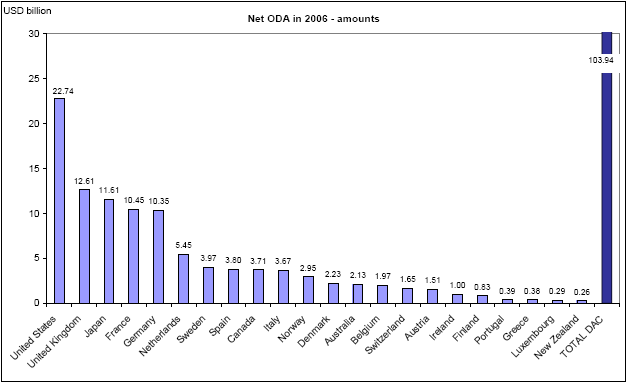 USD billion
Net ODA in 2006 - amounts
30
25
20
15
10
5
0
22.74
12.61
11.61
10.45
10.35
5.45
3.97
3.80
3.71
3.67
2.95
2.23
2.13
1.97
1.65
1.51
1.00
0.83
0.39
0.38
0.29
0.26
103.94
United States
United Kingdom
Japan
France
Germany
Netherlands
Sweden
Spain
Canada
Italy
Norway
Denmark
Australia
Belgium
Switzerland
Austria
Ireland
Finland
Portugal
Greece
Luxembourg
New Zealand
TOTAL DAC